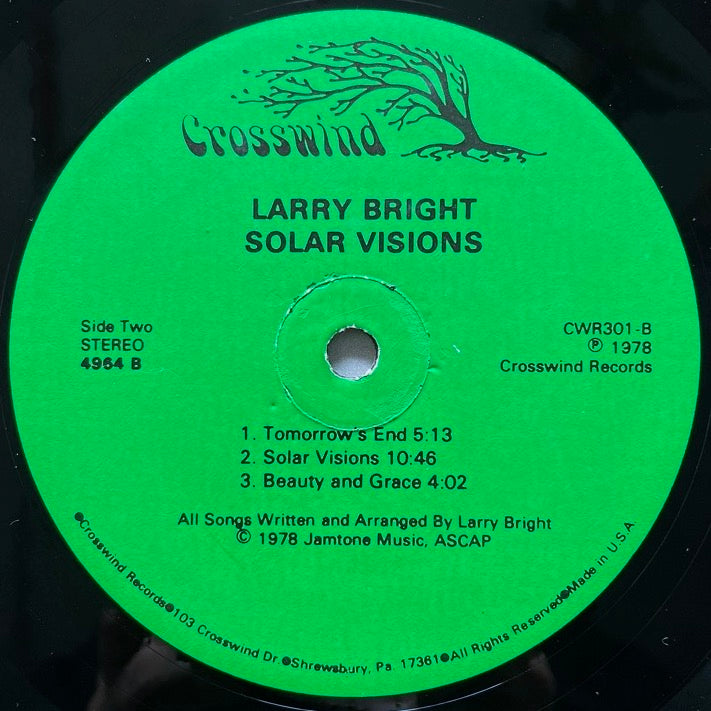 Crosswind
LARRY BRIGHT
SOLAR VISIONS
Side Two
STEREO
4964 B
CWR301-B
℗ 1978
Crosswind Records
1. Tomorrow's End 5:13
2. Solar Visions 10:46
3. Beauty and Grace 4:02
All Songs Written and Arranged By Larry Bright
© 1978 Jamtone Music, ASCAP
●Crosswind Records●103 Crosswind Dr.●Shrewsbury, Pa. 17361●All Rights Reserved●Made in U.S.A